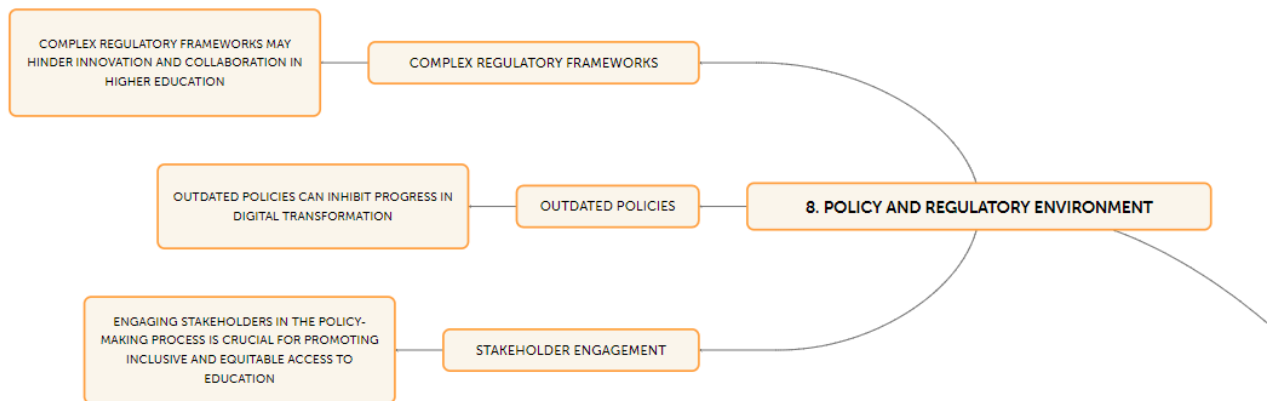 COMPLEX REGULATORY FRAMEWORKS MAY
HINDER INNOVATION AND COLLABORATION IN
HIGHER EDUCATION
COMPLEX REGULATORY FRAMEWORKS
OUTDATED POLICIES CAN INHIBIT PROGRESS IN
DIGITAL TRANSFORMATION
OUTDATED POLICIES
8. POLICY AND REGULATORY ENVIRONMENT
ENGAGING STAKEHOLDERS IN THE POLICY-
MAKING PROCESS IS CRUCIAL FOR PROMOTING
INCLUSIVE AND EQUITABLE ACCESS TO
EDUCATION
STAKEHOLDER ENGAGEMENT